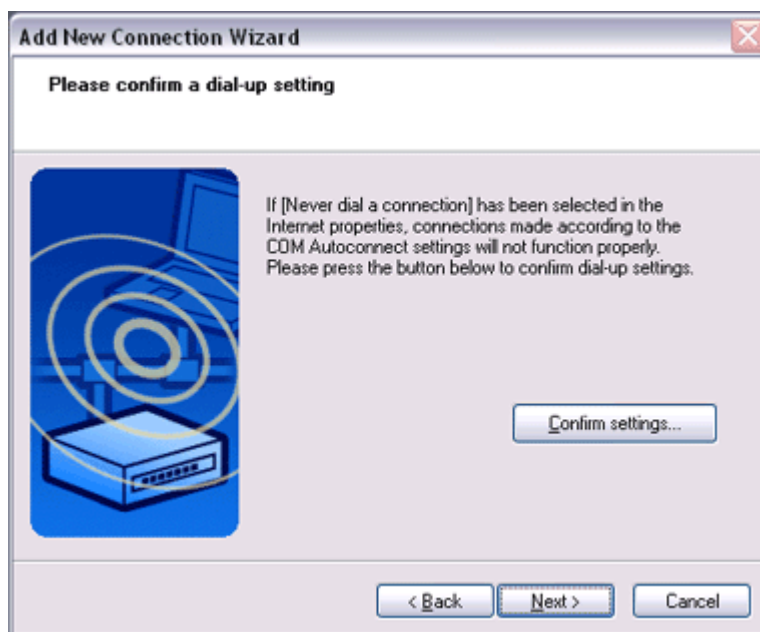 Add New Connection Wizard
Please confirm a dial-up setting
If [Never dial a connection] has been selected in the
Internet properties, connections made according to the
COM Autoconnect settings will not function properly.
Please press the button below to confirm dial-up settings.
Confirm settings...
< Back
Next >
Cancel